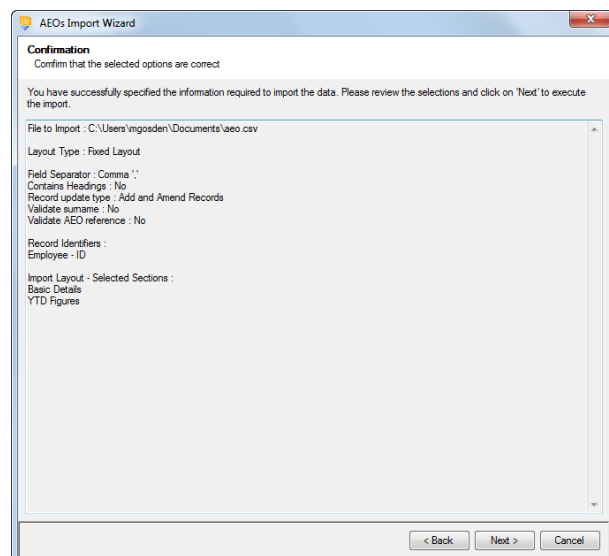 AEOs Import Wizard
Confirmation
Comfirm that the selected options are correct
You have successfully specified the information required to import the data. Please review the selections and click on 'Next' to execute
the import.
File to Import : C:\Users\mgosden\Documents\aeo.csv
Layout Type : Fixed Layout
Field Separator : Comma ','
Contains Headings : No
Record update type : Add and Amend Records
Validate surname : No
Validate AEO reference : No
Record Identifiers :
Employee - ID
Import Layout - Selected Sections :
Basic Details
YTD Figures
< Back
Next >
Cancel